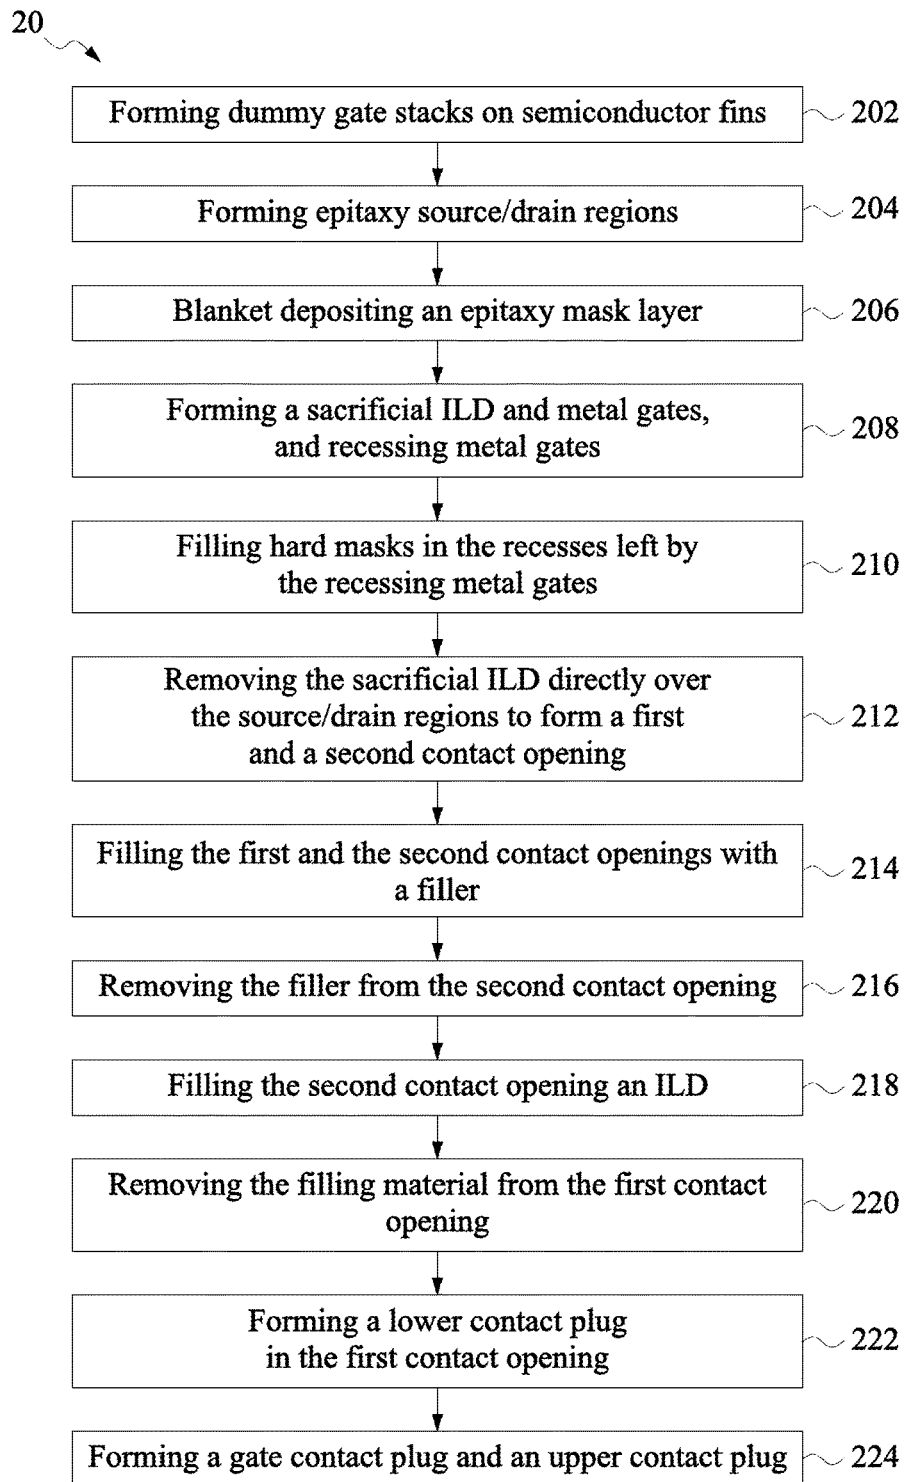 20
Forming dummy gate stacks on semiconductor fins
202
Forming epitaxy source/drain regions
204
Blanket depositing an epitaxy mask layer
206
Forming a sacrificial ILD and metal gates,
and recessing metal gates
208
Filling hard masks in the recesses left by
the recessing metal gates
210
Removing the sacrificial ILD directly over
the source/drain regions to form a first
and a second contact opening
212
Filling the first and the second contact openings with
a filler
214
Removing the filler from the second contact opening
216
Filling the second contact opening an ILD
218
Removing the filling material from the first contact
opening
220
Forming a lower contact plug
in the first contact opening
222
Forming a gate contact plug and an upper contact plug
224